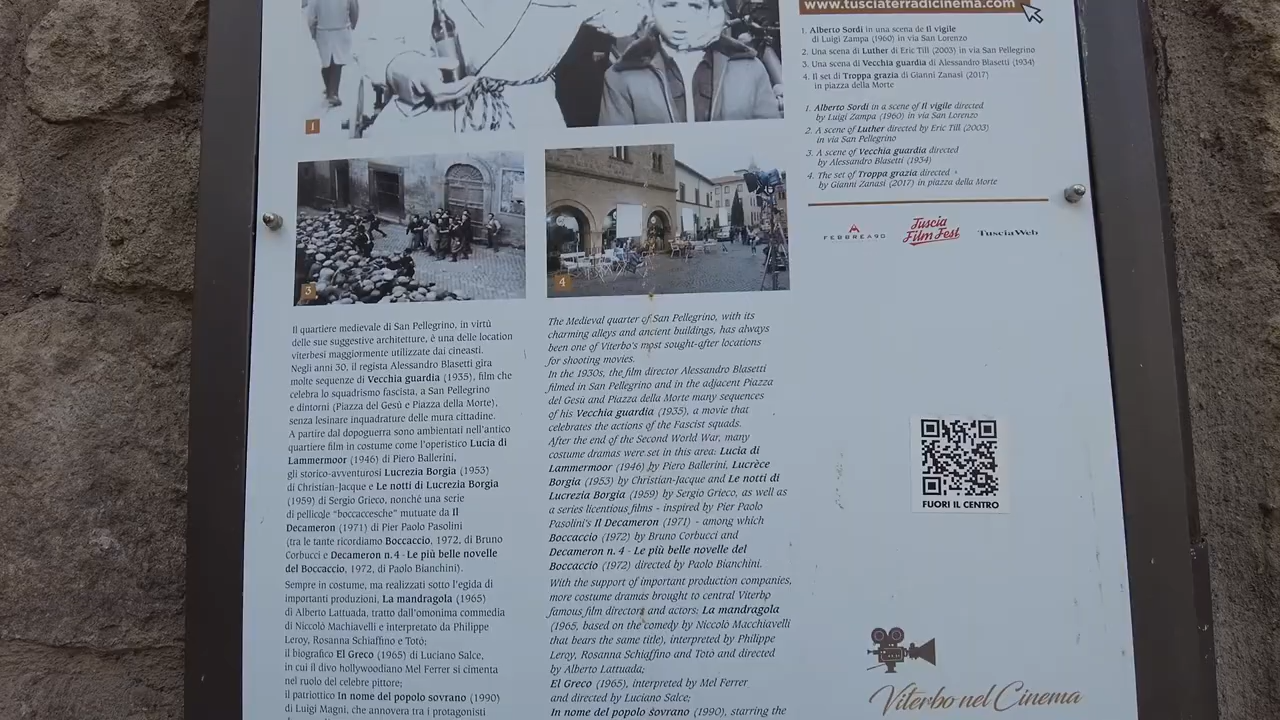 www.tusciaterradicinema.com
1. Alberto Sordi in una scena de Il vigile
di Luigi Zampa (1960) in via San Lorenzo
2. Una scena di Luther di Eric Till (2003) in via San Pellegrino
3. Una scena di Vecchia guardia di Alessandro Blasetti (1934)
4. Il set di Troppa grazia di Gianni Zanasi (2017)
in piazza della Morte
1. Alberto Sordi in a scene of Il vigile directed
by Luigi Zampa (1960) in via San Lorenzo
2. A scene of Luther directed by Eric Till (2003)
in via San Pellegrino
3. A scene of Vecchia guardia directed
by Alessandro Blasetti (1934)
4. The set of Troppa grazia directed
by Gianni Zanasi (2017) in piazza della Morte
FEBBREA90
Tuscia
Film Fest
TusciaWeb
1
3
4
Il quartiere medievale di San Pellegrino, in virtù
delle sue suggestive architetture, è una delle location
viterbesi maggiormente utilizzate dai cineasti.
Negli anni 30, il regista Alessandro Blasetti gira
molte sequenze di Vecchia guardia (1935), film che
celebra lo squadrismo fascista, a San Pellegrino
e dintorni (Piazza del Gesù e Piazza della Morte),
senza lesinare inquadrature delle mura cittadine.
A partire dal dopoguerra sono ambientati nell'antico
quartiere film in costume come l'operistico Lucia di
Lammermoor (1946) di Piero Ballerini,
gli storico-avventurosi Lucrezia Borgia (1953)
di Christian-Jacque e Le notti di Lucrezia Borgia
(1959) di Sergio Grieco, nonché una serie
di pellicole "boccaccesche" mutuate da Il
Decameron (1971) di Pier Paolo Pasolini
(tra le tante ricordiamo Boccaccio, 1972, di Bruno
Corbucci e Decameron n.4 - Le più belle novelle
del Boccaccio, 1972, di Paolo Bianchini).
Sempre in costume, ma realizzati sotto l'egida di
importanti produzioni, La mandragola (1965)
di Alberto Lattuada, tratto dall'omonima commedia
di Niccolò Machiavelli e interpretato da Philippe
Leroy, Rosanna Schiaffino e Totò;
il biografico El Greco (1965) di Luciano Salce,
in cui il divo hollywoodiano Mel Ferrer si cimenta
nel ruolo del celebre pittore;
il patriottico In nome del popolo sovrano (1990)
di Luigi Magni, che annovera tra i protagonisti
The Medieval quarter of San Pellegrino, with its
charming alleys and ancient buildings, has always
been one of Viterbo's most sought-after locations
for shooting movies.
In the 1930s, the film director Alessandro Blasetti
filmed in San Pellegrino and in the adjacent Piazza
del Gesù and Piazza della Morte many sequences
of his Vecchia guardia (1935), a movie that
celebrates the actions of the Fascist squads.
After the end of the Second World War, many
costume dramas were set in this area: Lucia di
Lammermoor (1946) by Piero Ballerini, Lucrèce
Borgia (1953) by Christian-Jacque and Le notti di
Lucrezia Borgia (1959) by Sergio Grieco, as well as
a series licentious films - inspired by Pier Paolo
Pasolini's Il Decameron (1971) - among which
Boccaccio (1972) by Bruno Corbucci and
Decameron n. 4 - Le più belle novelle del
Boccaccio (1972) directed by Paolo Bianchini.
With the support of important production companies,
more costume dramas brought to central Viterbo
famous film directors and actors: La mandragola
(1965, based on the comedy by Niccolò Macchiavelli
that bears the same title), interpreted by Philippe
Leroy, Rosanna Schiaffino and Totò and directed
by Alberto Lattuada;
El Greco (1965), interpreted by Mel Ferrer
and directed by Luciano Salce;
In nome del popolo sovrano (1990), starring the
FUORI IL CENTRO
Viterbo nel Cinema